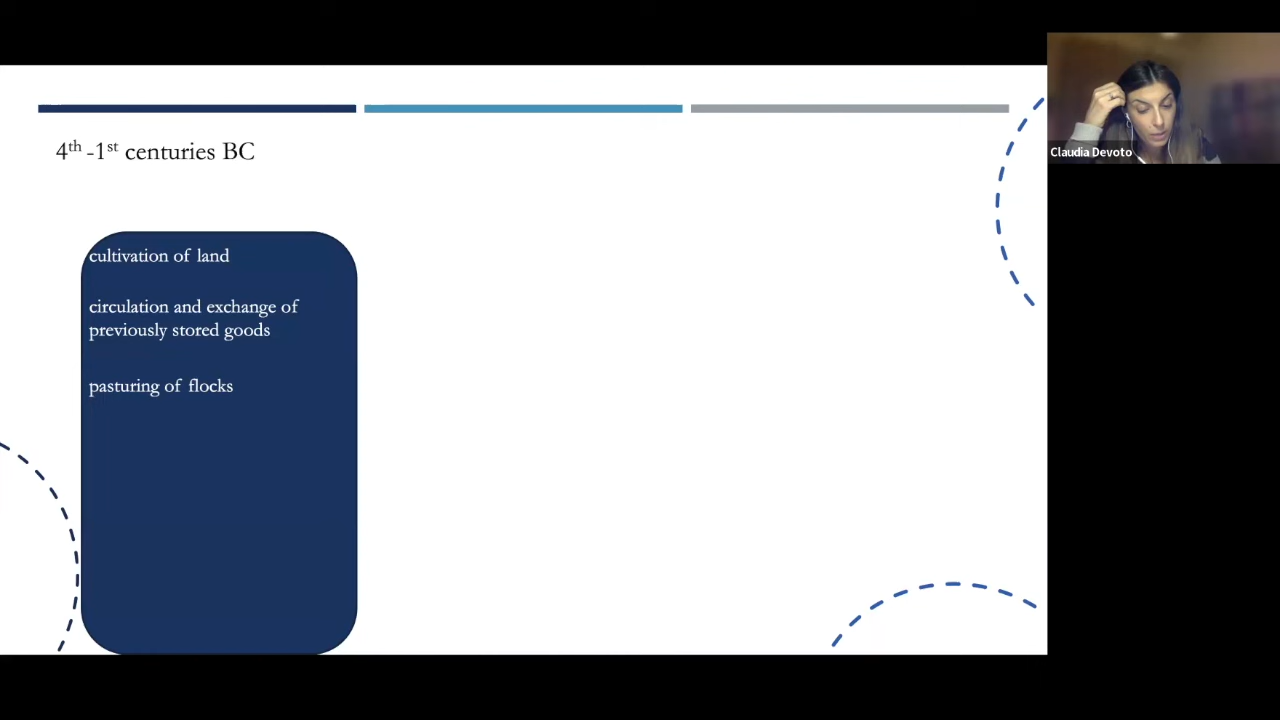 4th -1st centuries BC
cultivation of land
circulation and exchange of
previously stored goods
pasturing of flocks
Claudia Devoto